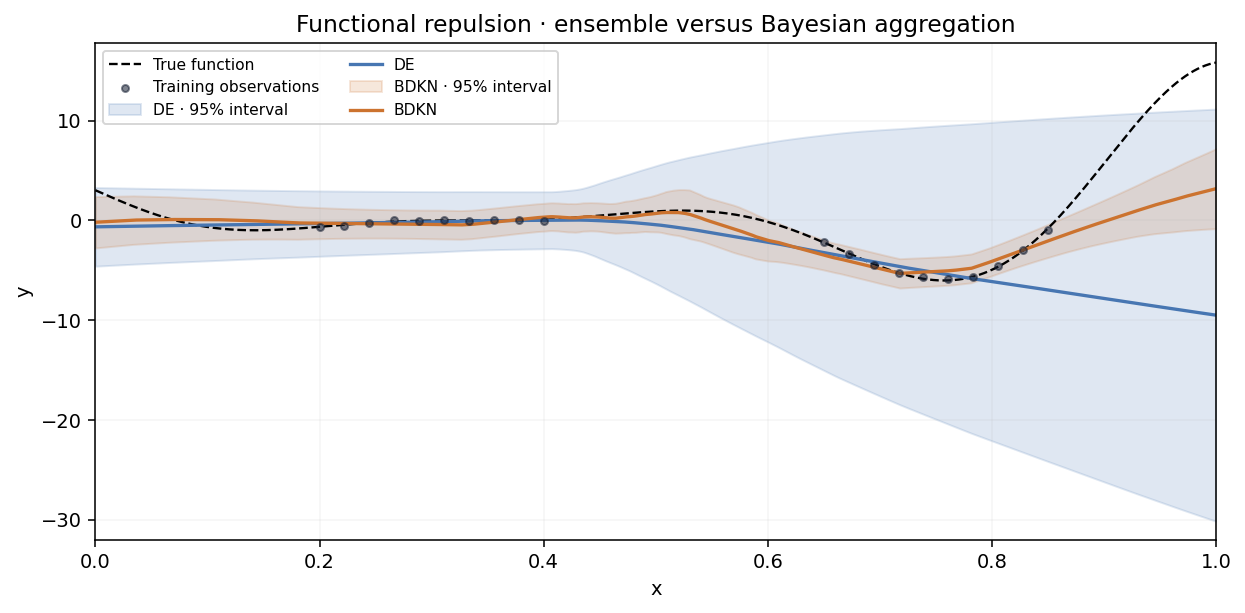 Functional repulsion · ensemble versus Bayesian aggregation
True function
Training observations
DE · 95% interval
DE
BDKN · 95% interval
BDKN
10
0
−10
−20
−30
y
0.0
0.2
0.4
0.6
0.8
1.0
x